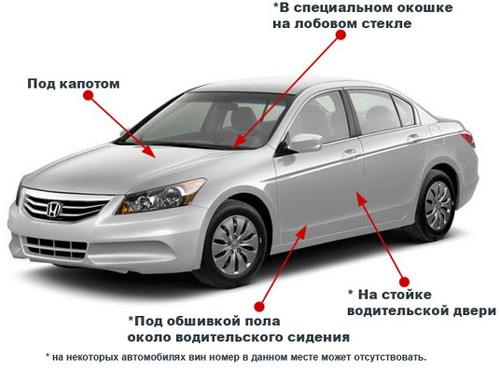 *В специальном окошке
на лобовом стекле
Под капотом
* На стойке
водительской двери
*Под обшивкой пола
около водительского сидения
* на некоторых автомобилях вин номер в данном месте может отсутствовать.